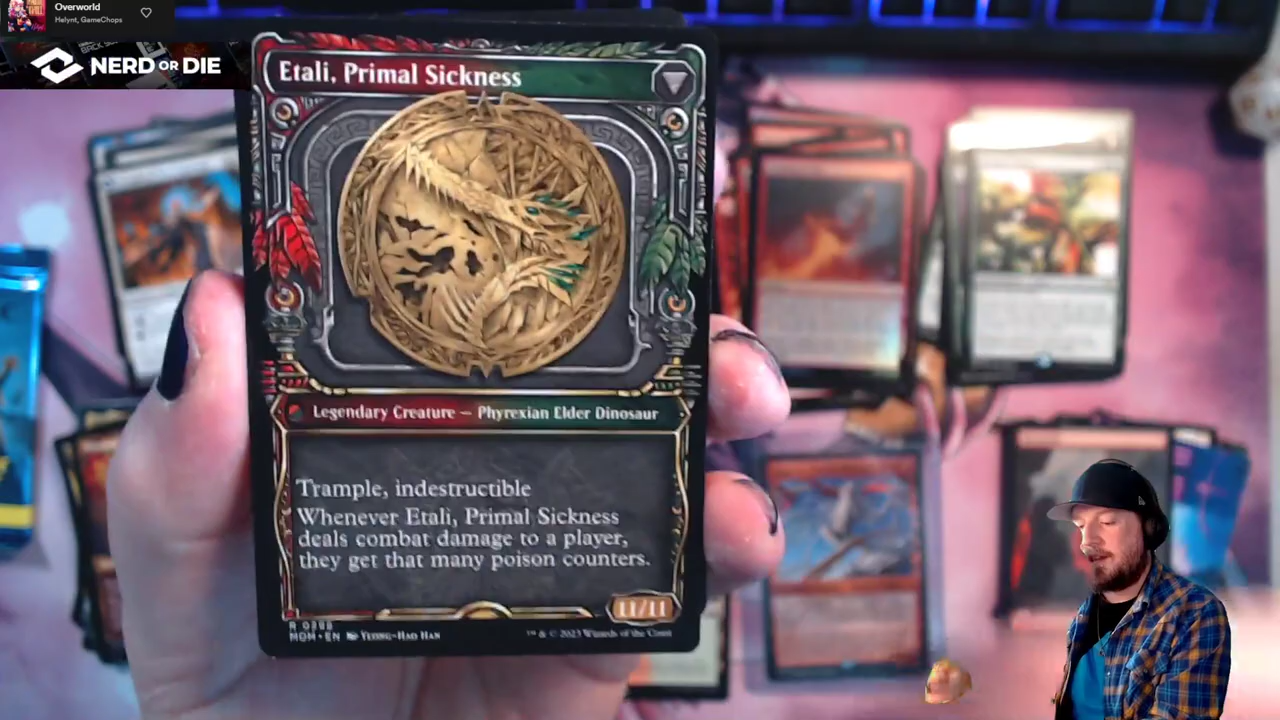 Overworld
Helynt, GameChops
NERD OR DIE
Etali, Primal Sickness
Legendary Creature — Phyrexian Elder Dinosaur
Trample, indestructible
Whenever Etali, Primal Sickness
deals combat damage to a player,
they get that many poison counters.
11/11
MOM • EN Yeong-Hao Han
™ & © 2023 Wizards of the Coast